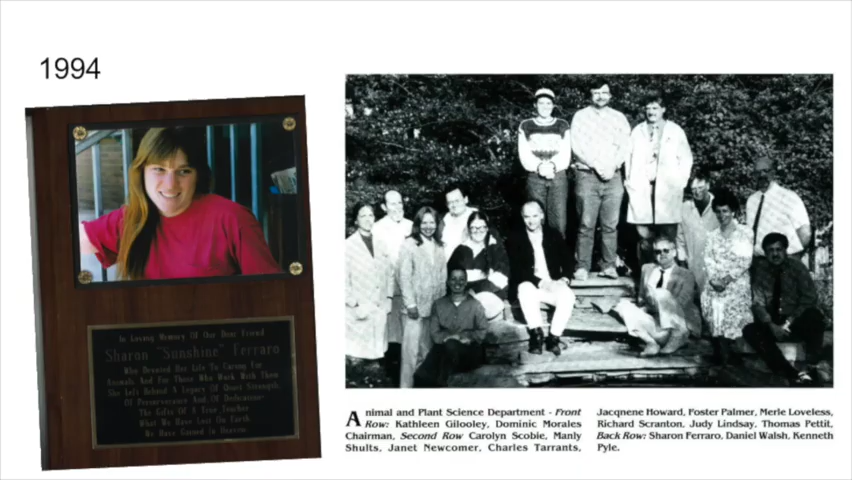 1994
In Loving Memory Of Our Dear Friend
Sharon "Sunshine" Ferraro
Who Devoted Her Life To Caring For
Animals And For Those Who Work With Them
She Left Behind A Legacy Of Quiet Strength,
Of Perseverance And Of Dedication
The Gifts Of A True Teacher
What We Have Lost On Earth
We Have Gained In Heaven
Animal and Plant Science Department - Front
Row: Kathleen Gilooley, Dominic Morales
Chairman, Second Row Carolyn Scobie, Manly
Shults, Janet Newcomer, Charles Tarrants,
Jacqnene Howard, Foster Palmer, Merle Loveless,
Richard Scranton, Judy Lindsay, Thomas Pettit,
Back Row: Sharon Ferraro, Daniel Walsh, Kenneth
Pyle.